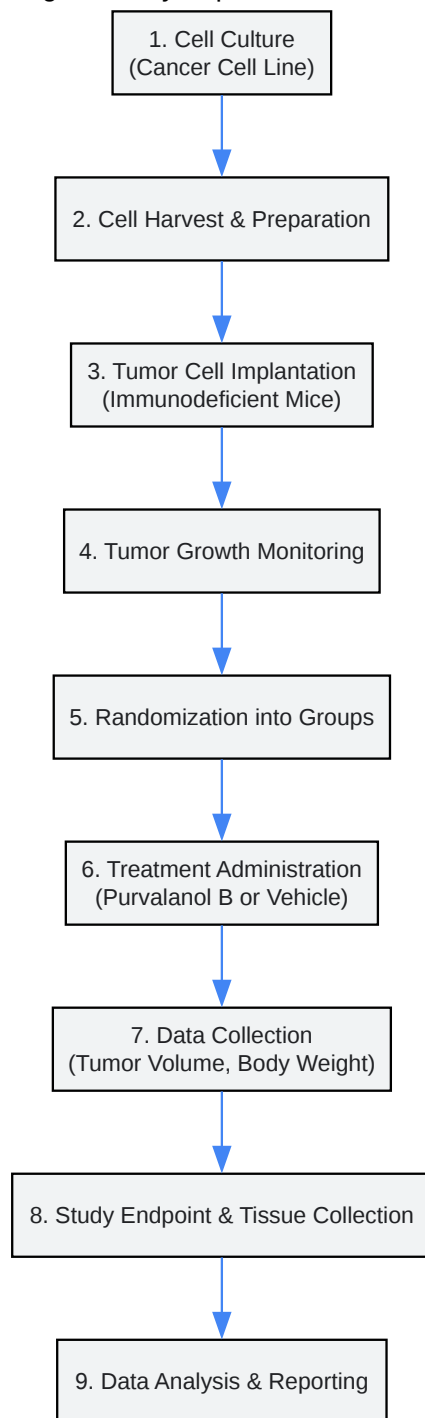 1. Cell Culture
(Cancer Cell Line)
2. Cell Harvest & Preparation
3. Tumor Cell Implantation
(Immunodeficient Mice)
4. Tumor Growth Monitoring
5. Randomization into Groups
6. Treatment Administration
(Purvalanol B or Vehicle)
7. Data Collection
(Tumor Volume, Body Weight)
8. Study Endpoint & Tissue Collection
9. Data Analysis & Reporting